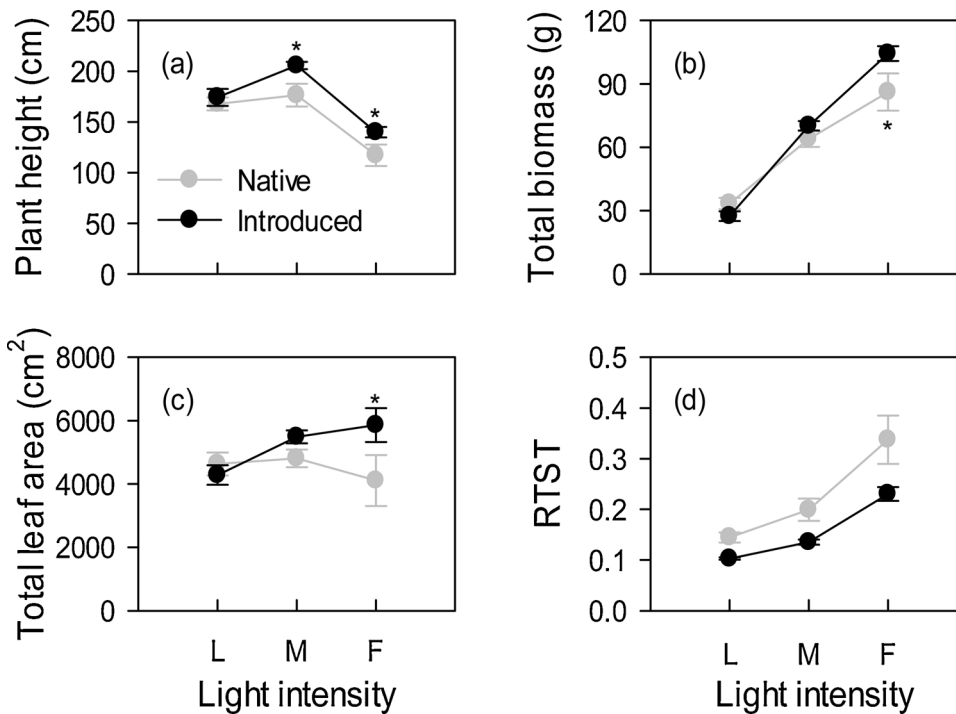 Plant height (cm)
250
200
150
100
50
0
(a)
*
*
Native
Introduced
Total biomass (g)
120
90
60
30
0
(b)
*
Total leaf area (cm²)
8000
6000
4000
2000
0
(c)
*
L M F
Light intensity
RTST
0.5
0.4
0.3
0.2
0.1
0.0
(d)
L M F
Light intensity